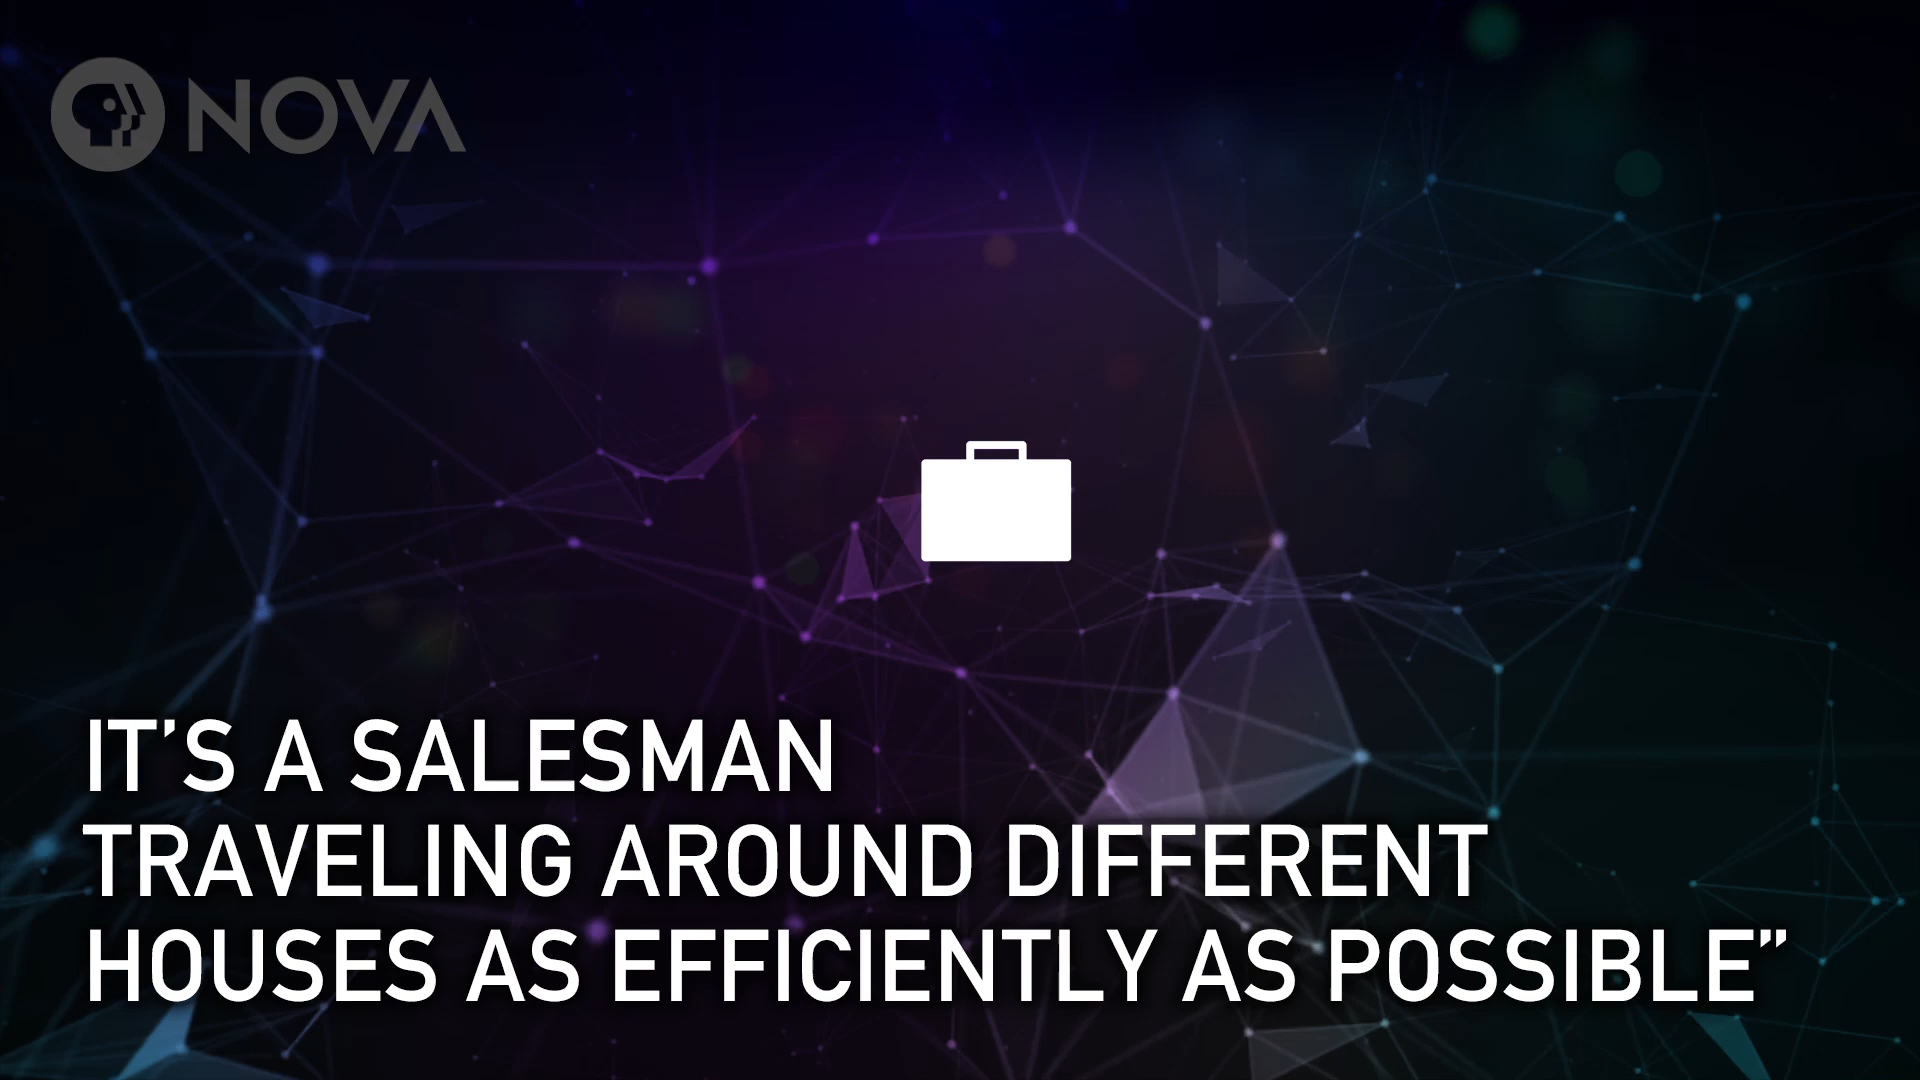 NOVA
IT’S A SALESMAN
TRAVELING AROUND DIFFERENT
HOUSES AS EFFICIENTLY AS POSSIBLE”